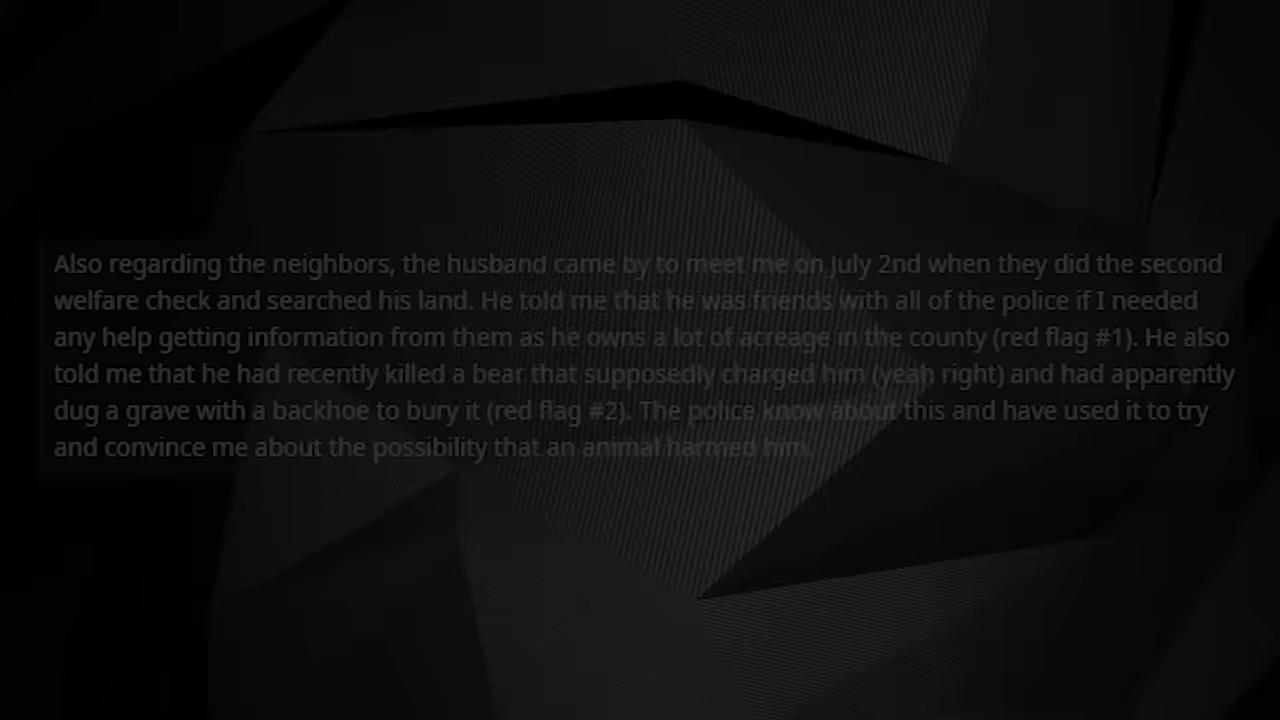 Also regarding the neighbors, the husband came by to meet me on July 2nd when they did the second
welfare check and searched his land. He told me that he was friends with all of the police if I needed
any help getting information from them as he owns a lot of acreage in the county (red flag #1). He also
told me that he had recently killed a bear that supposedly charged him (yeah right) and had apparently
dug a grave with a backhoe to bury it (red flag #2). The police know about this and have used it to try
and convince me about the possibility that an animal harmed him.